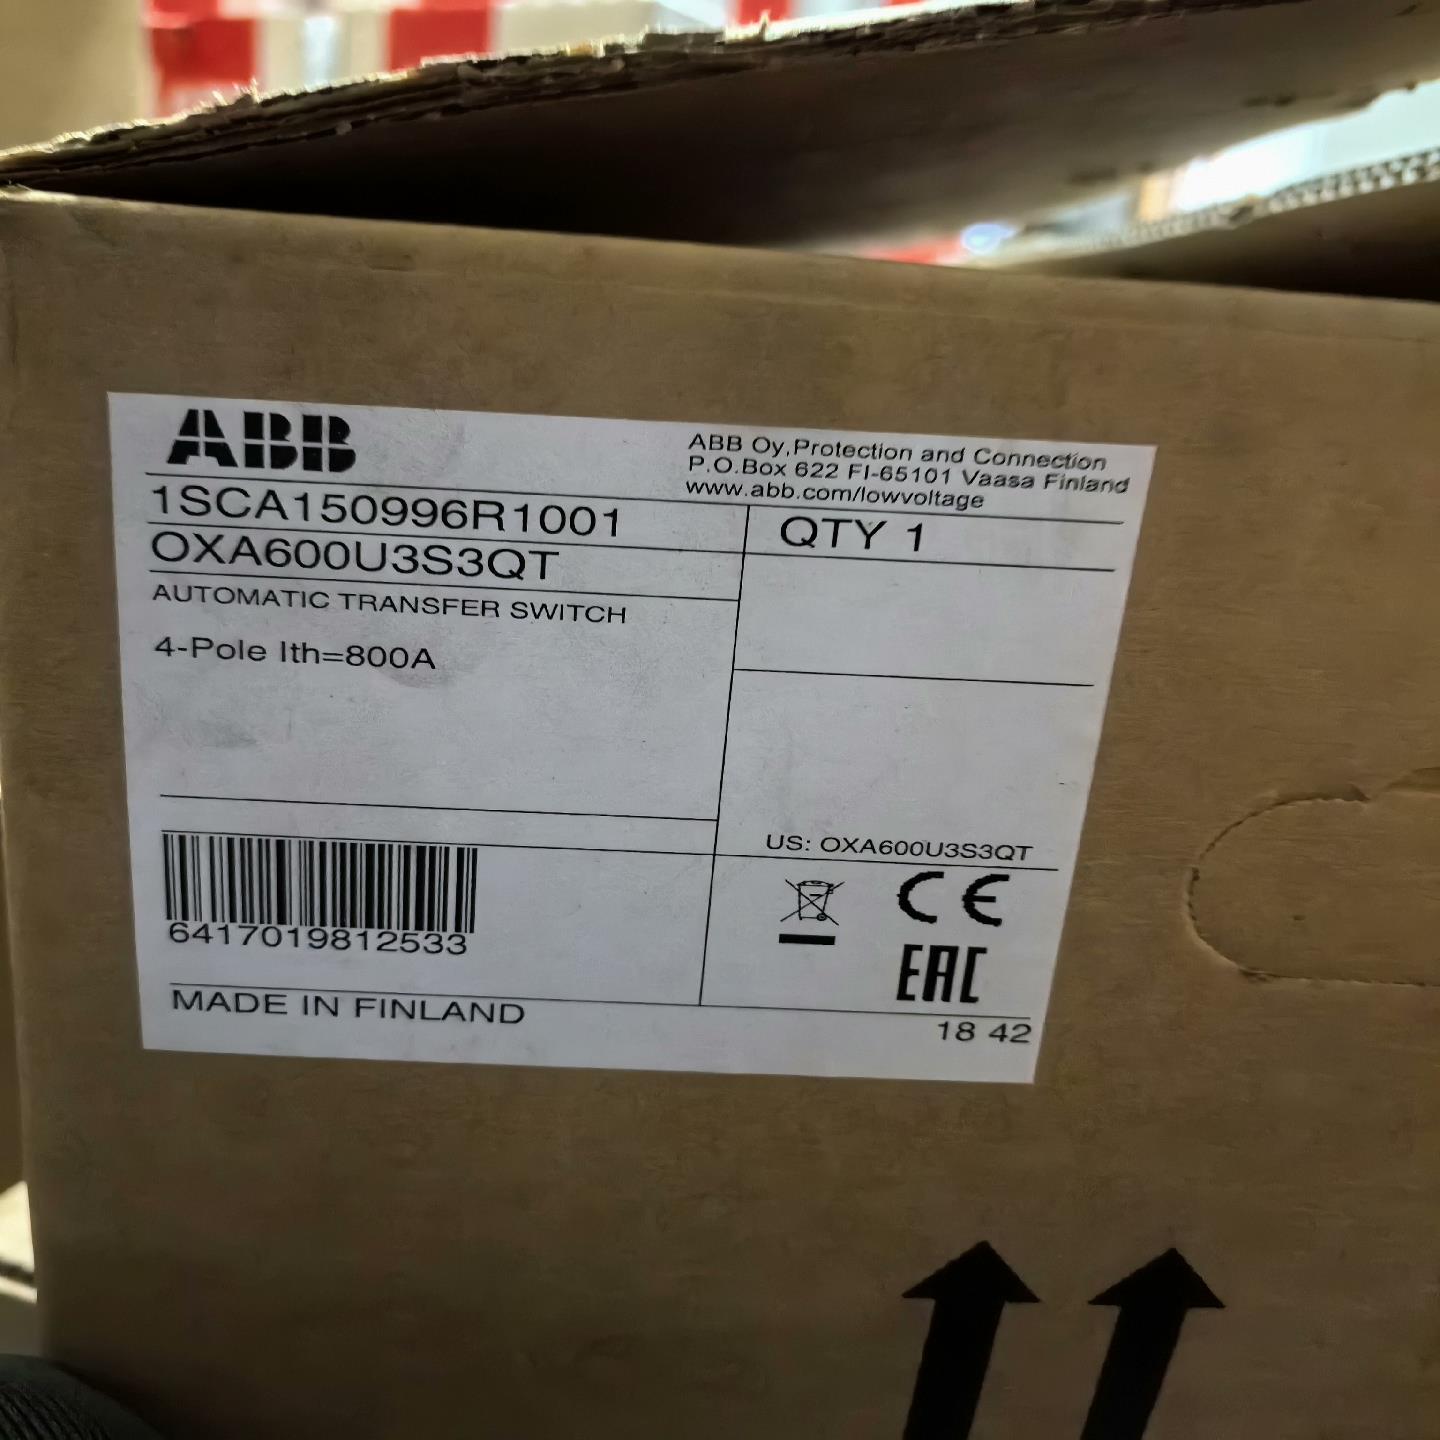 ABB
ABB Oy,Protection and Connection
P.O.Box 622 FI-65101 Vaasa Finland
www.abb.com/lowvoltage
1SCA150996R1001
QTY 1
OXA600U3S3QT
AUTOMATIC TRANSFER SWITCH
4-Pole Ith=800A
US: OXA600U3S3QT
CE
EAC
6417019812533
MADE IN FINLAND
18 42